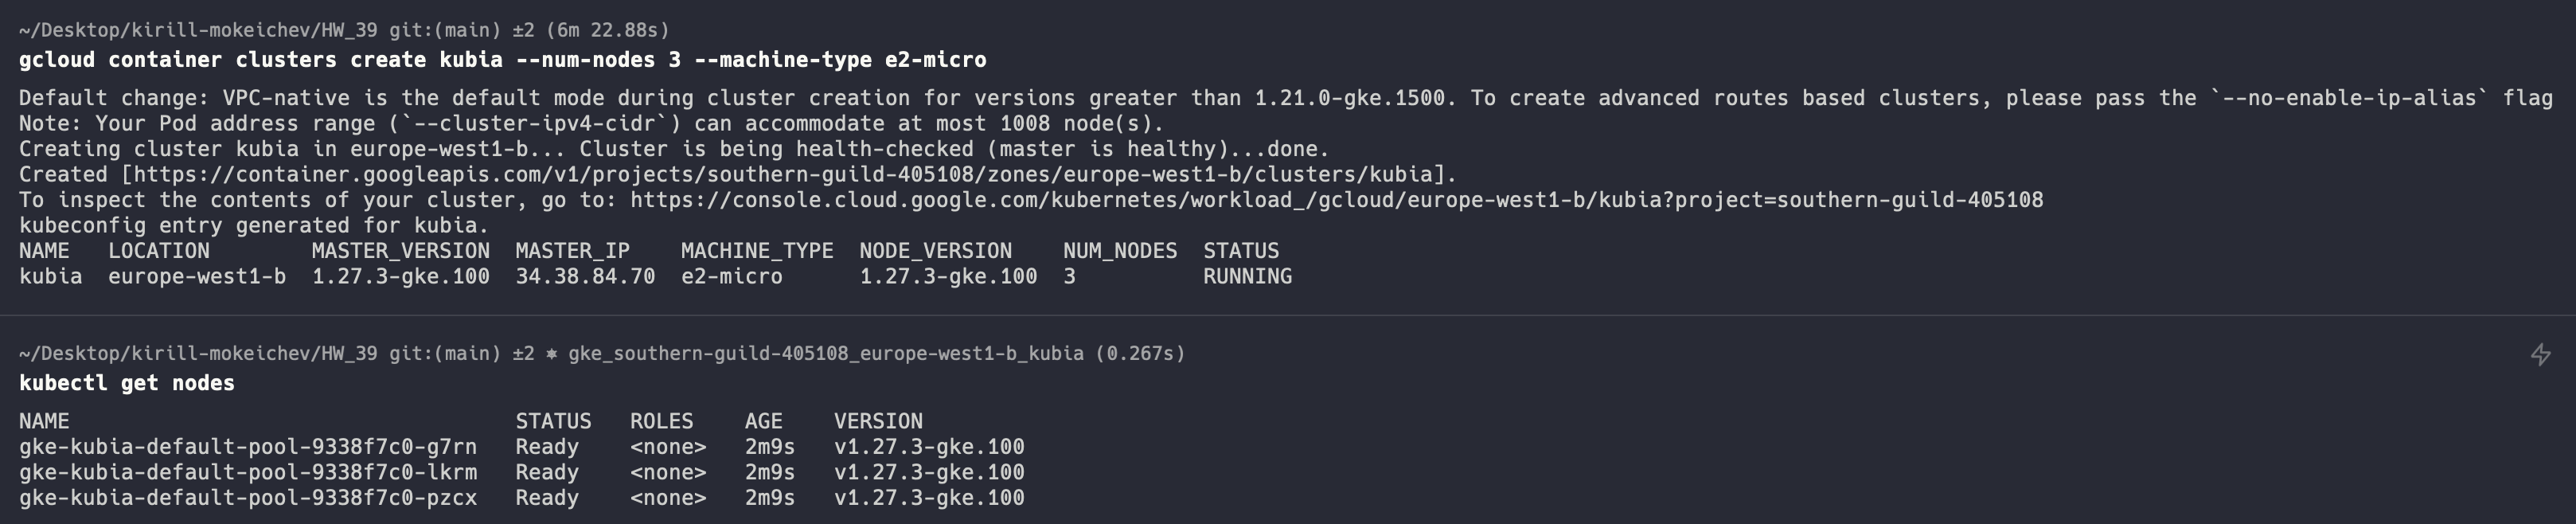 ~/Desktop/kirill-mokeichev/HW_39 git:(main) ±2 (6m 22.88s)
gcloud container clusters create kubia --num-nodes 3 --machine-type e2-micro
Default change: VPC-native is the default mode during cluster creation for versions greater than 1.21.0-gke.1500. To create advanced routes based clusters, please pass the `--no-enable-ip-alias` flag
Note: Your Pod address range (`--cluster-ipv4-cidr`) can accommodate at most 1008 node(s).
Creating cluster kubia in europe-west1-b... Cluster is being health-checked (master is healthy)...done.
Created [https://container.googleapis.com/v1/projects/southern-guild-405108/zones/europe-west1-b/clusters/kubia].
To inspect the contents of your cluster, go to: https://console.cloud.google.com/kubernetes/workload_/gcloud/europe-west1-b/kubia?project=southern-guild-405108
kubeconfig entry generated for kubia.
NAME   LOCATION        MASTER_VERSION  MASTER_IP    MACHINE_TYPE  NODE_VERSION    NUM_NODES  STATUS
kubia  europe-west1-b  1.27.3-gke.100  34.38.84.70  e2-micro      1.27.3-gke.100  3          RUNNING
~/Desktop/kirill-mokeichev/HW_39 git:(main) ±2 ⎈ gke_southern-guild-405108_europe-west1-b_kubia (0.267s)
kubectl get nodes
NAME                                   STATUS   ROLES    AGE    VERSION
gke-kubia-default-pool-9338f7c0-g7rn   Ready    <none>   2m9s   v1.27.3-gke.100
gke-kubia-default-pool-9338f7c0-lkrm   Ready    <none>   2m9s   v1.27.3-gke.100
gke-kubia-default-pool-9338f7c0-pzcx   Ready    <none>   2m9s   v1.27.3-gke.100